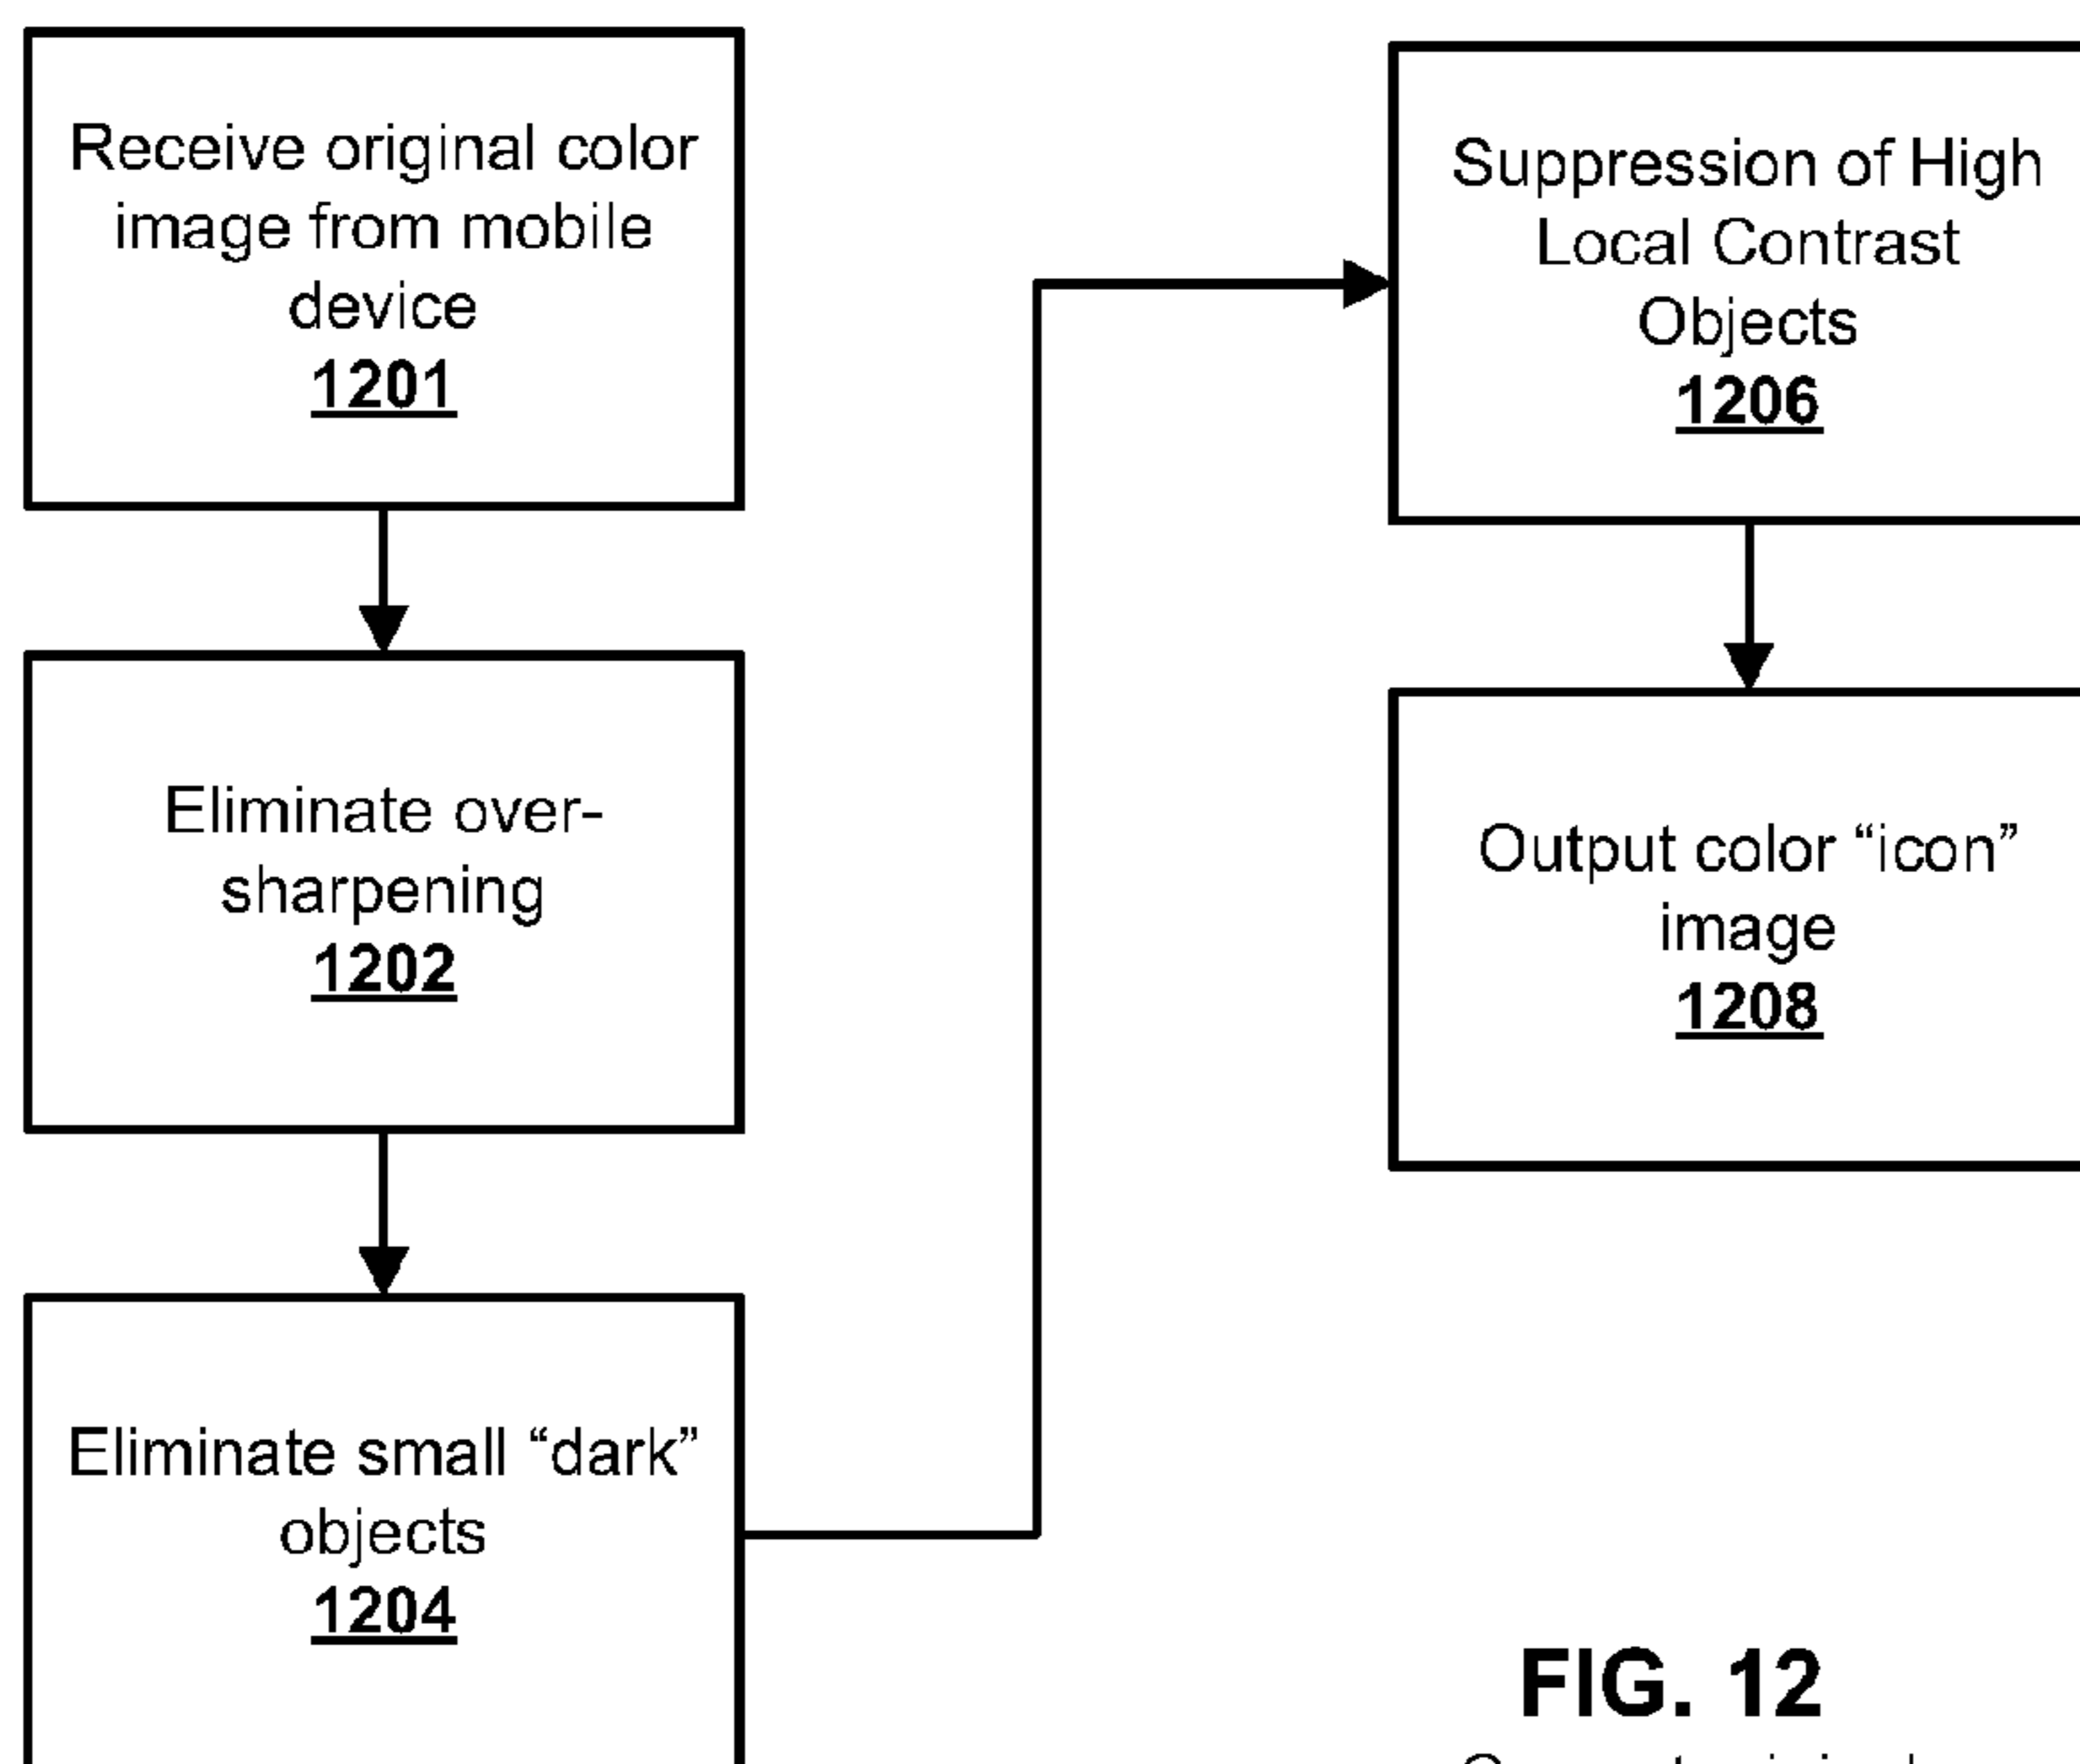 Receive original color
image from mobile
device
1201
Eliminate over-
sharpening
1202
Eliminate small “dark”
objects
1204
Suppression of High
Local Contrast
Objects
1206
Output color “icon”
image
1208
FIG. 12